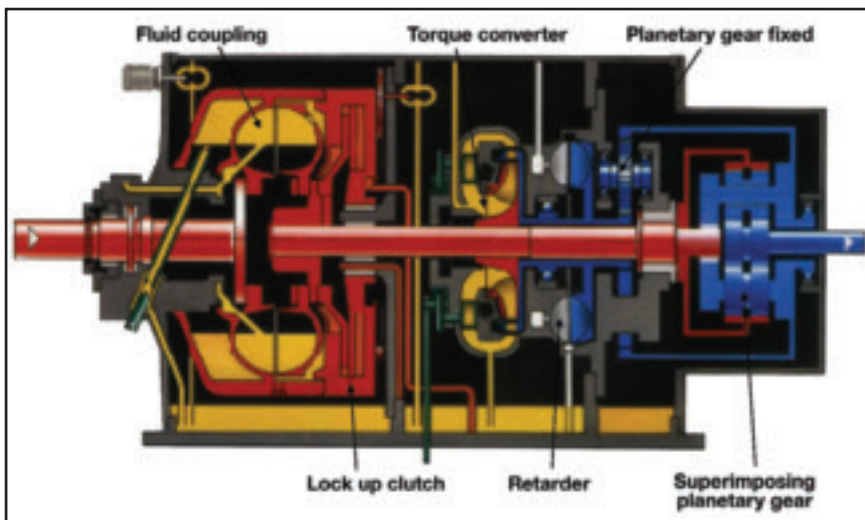 Fluid coupling
Torque converter
Planetary gear fixed
Lock up clutch
Retarder
Superimposing
planetary gear